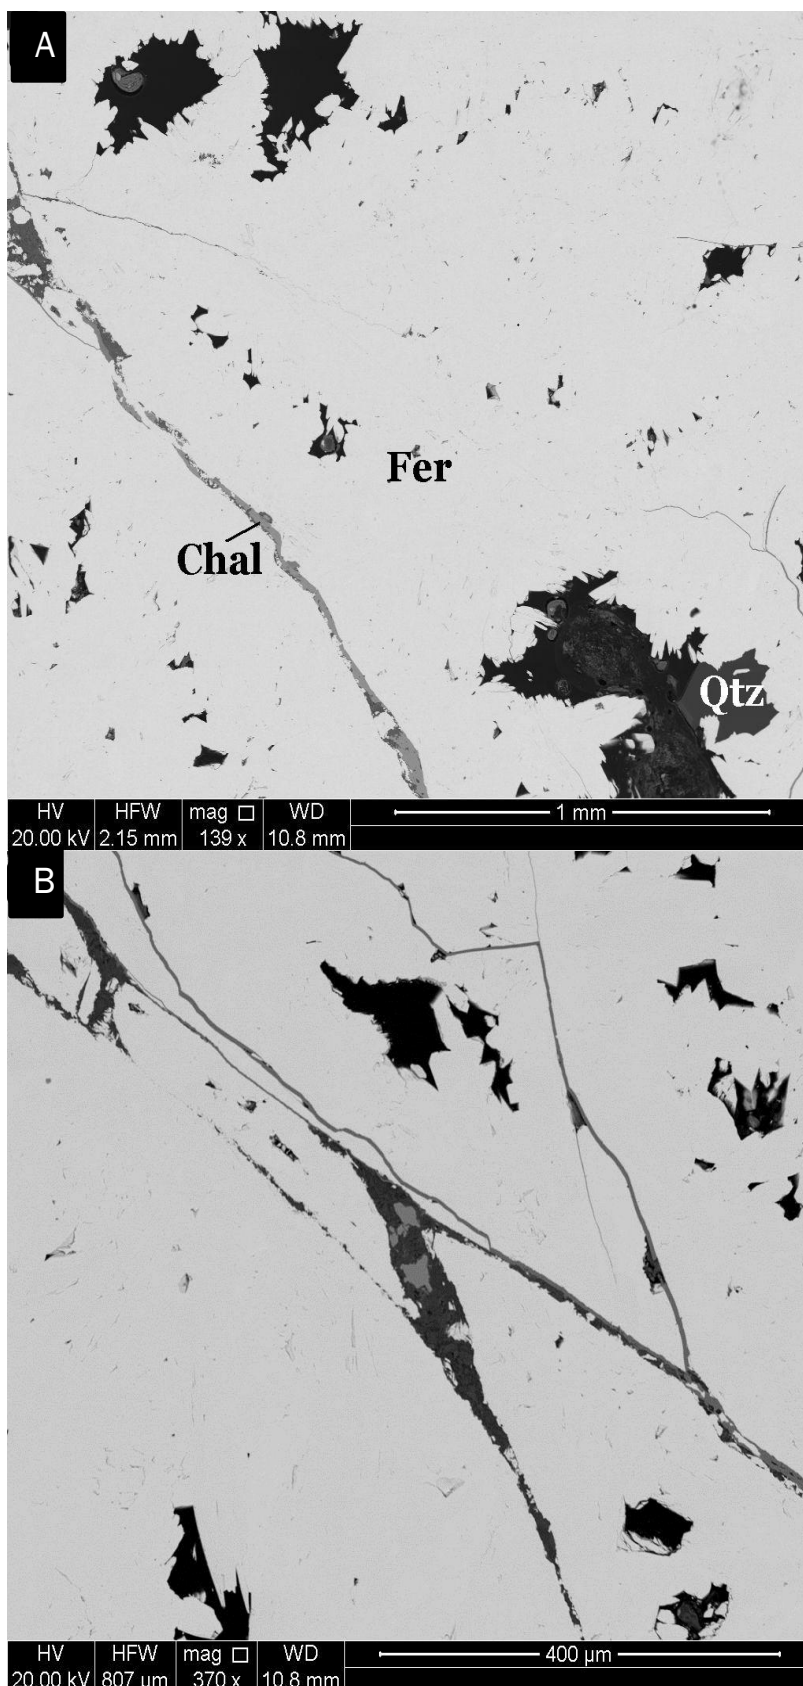 A
Fer
Chal
Qtz
HV HFW mag □ WD 1 mm
20.00 kV 2.15 mm 139 x 10.8 mm
B
HV HFW mag □ WD 400 µm
20.00 kV 807 µm 370 x 10.8 mm